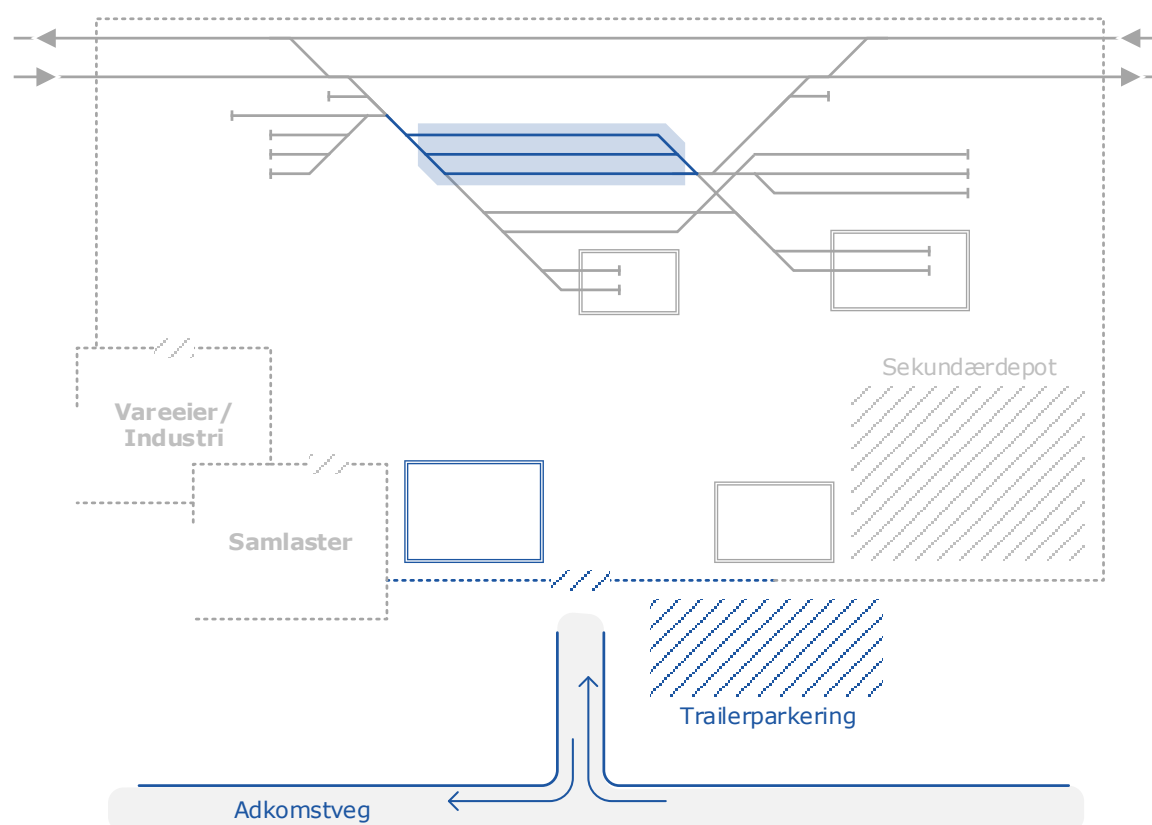 Sekundærdepot
Vareeier/
Industri
Samlaster
Trailerparkering
Adkomstveg